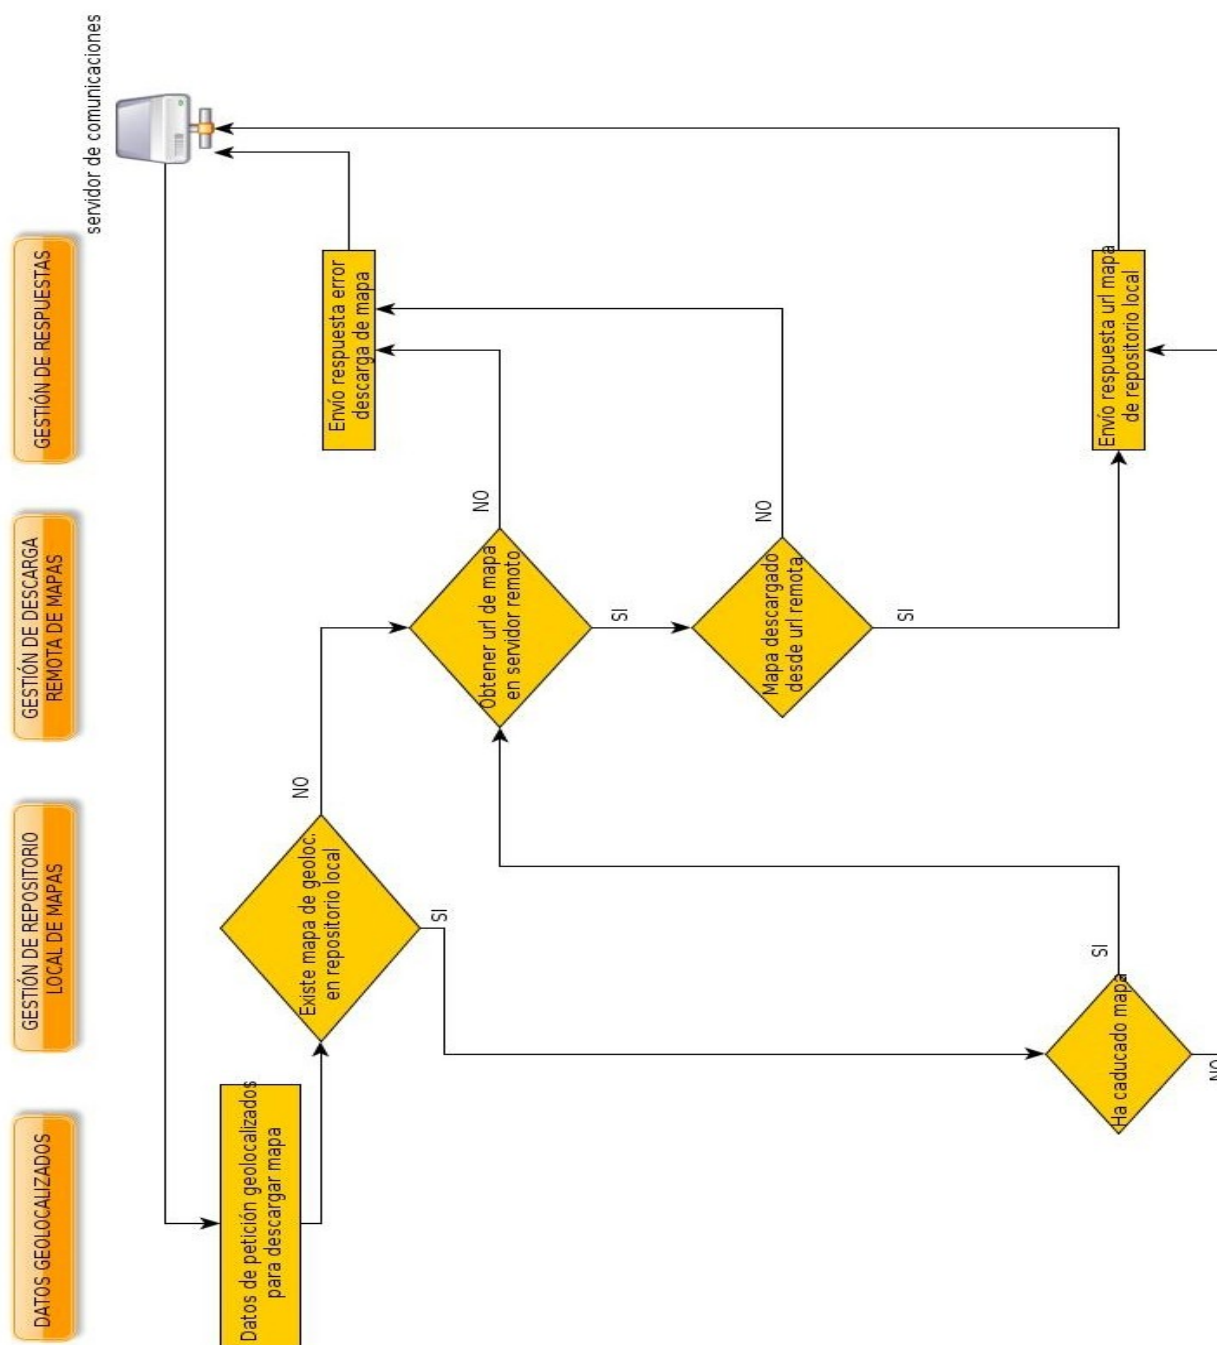 DATOS GEOLOCALIZADOS
GESTIÓN DE REPOSITORIO
LOCAL DE MAPAS
GESTIÓN DE DESCARGA
REMOTA DE MAPAS
GESTIÓN DE RESPUESTAS
servidor de comunicaciones
Datos de petición geolocalizados
para descargar mapa
Existe mapa de geoloc.
en repositorio local
NO
SI
Envío respuesta error
descarga de mapa
Obtener url de mapa
en servidor remoto
NO
SI
Mapa descargado
desde url remota
NO
SI
Ha caducado mapa
SI
NO
Envío respuesta url mapa
de repositorio local